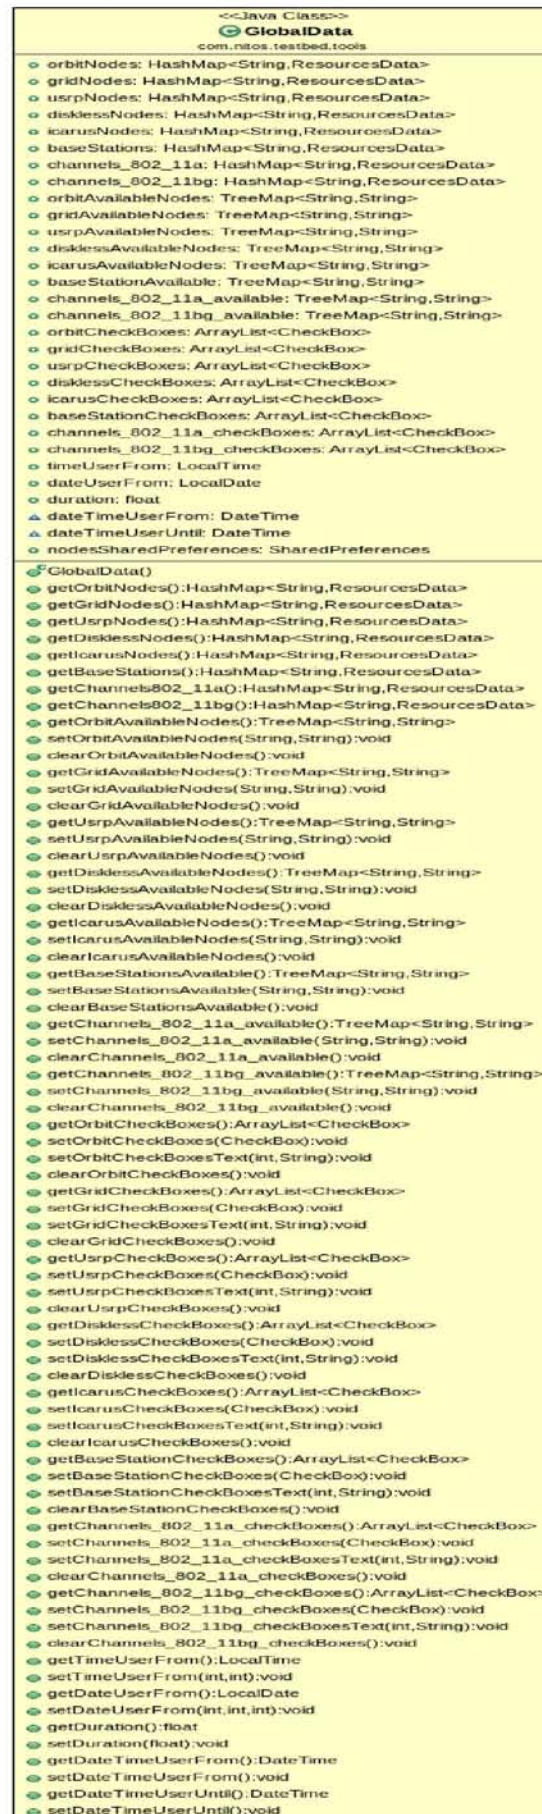 <<Java Class>>
GlobalData
com.nitos.testbed.tools
orbitNodes: HashMap<String,ResourcesData>
gridNodes: HashMap<String,ResourcesData>
usrpNodes: HashMap<String,ResourcesData>
disklessNodes: HashMap<String,ResourcesData>
icarusNodes: HashMap<String,ResourcesData>
baseStations: HashMap<String,ResourcesData>
channels_802_11a: HashMap<String,ResourcesData>
channels_802_11bg: HashMap<String,ResourcesData>
orbitAvailableNodes: TreeMap<String,String>
gridAvailableNodes: TreeMap<String,String>
usrpAvailableNodes: TreeMap<String,String>
disklessAvailableNodes: TreeMap<String,String>
icarusAvailableNodes: TreeMap<String,String>
baseStationAvailable: TreeMap<String,String>
channels_802_11a_available: TreeMap<String,String>
channels_802_11bg_available: TreeMap<String,String>
orbitCheckBoxes: ArrayList<CheckBox>
gridCheckBoxes: ArrayList<CheckBox>
usrpCheckBoxes: ArrayList<CheckBox>
disklessCheckBoxes: ArrayList<CheckBox>
icarusCheckBoxes: ArrayList<CheckBox>
baseStationCheckBoxes: ArrayList<CheckBox>
channels_802_11a_checkBoxes: ArrayList<CheckBox>
channels_802_11bg_checkBoxes: ArrayList<CheckBox>
timeUserFrom: LocalTime
dateUserFrom: LocalDate
duration: float
dateTimeUserFrom: DateTime
dateTimeUserUntil: DateTime
nodesSharedPreferences: SharedPreferences
GlobalData()
getOrbitNodes():HashMap<String,ResourcesData>
getGridNodes():HashMap<String,ResourcesData>
getUsrpNodes():HashMap<String,ResourcesData>
getDisklessNodes():HashMap<String,ResourcesData>
getIcarusNodes():HashMap<String,ResourcesData>
getBaseStations():HashMap<String,ResourcesData>
getChannels802_11a():HashMap<String,ResourcesData>
getChannels802_11bg():HashMap<String,ResourcesData>
getOrbitAvailableNodes():TreeMap<String,String>
setOrbitAvailableNodes(String,String):void
clearOrbitAvailableNodes():void
getGridAvailableNodes():TreeMap<String,String>
setGridAvailableNodes(String,String):void
clearGridAvailableNodes():void
getUsrpAvailableNodes():TreeMap<String,String>
setUsrpAvailableNodes(String,String):void
clearUsrpAvailableNodes():void
getDisklessAvailableNodes():TreeMap<String,String>
setDisklessAvailableNodes(String,String):void
clearDisklessAvailableNodes():void
getIcarusAvailableNodes():TreeMap<String,String>
setIcarusAvailableNodes(String,String):void
clearIcarusAvailableNodes():void
getBaseStationsAvailable():TreeMap<String,String>
setBaseStationsAvailable(String,String):void
clearBaseStationsAvailable():void
getChannels_802_11a_available():TreeMap<String,String>
setChannels_802_11a_available(String,String):void
clearChannels_802_11a_available():void
getChannels_802_11bg_available():TreeMap<String,String>
setChannels_802_11bg_available(String,String):void
clearChannels_802_11bg_available():void
getOrbitCheckBoxes():ArrayList<CheckBox>
setOrbitCheckBoxes(CheckBox):void
setOrbitCheckBoxesText(int,String):void
clearOrbitCheckBoxes():void
getGridCheckBoxes():ArrayList<CheckBox>
setGridCheckBoxes(CheckBox):void
setGridCheckBoxesText(int,String):void
clearGridCheckBoxes():void
getUsrpCheckBoxes():ArrayList<CheckBox>
setUsrpCheckBoxes(CheckBox):void
setUsrpCheckBoxesText(int,String):void
clearUsrpCheckBoxes():void
getDisklessCheckBoxes():ArrayList<CheckBox>
setDisklessCheckBoxes(CheckBox):void
setDisklessCheckBoxesText(int,String):void
clearDisklessCheckBoxes():void
getIcarusCheckBoxes():ArrayList<CheckBox>
setIcarusCheckBoxes(CheckBox):void
setIcarusCheckBoxesText(int,String):void
clearIcarusCheckBoxes():void
getBaseStationCheckBoxes():ArrayList<CheckBox>
setBaseStationCheckBoxes(CheckBox):void
setBaseStationCheckBoxesText(int,String):void
clearBaseStationCheckBoxes():void
getChannels_802_11a_checkBoxes():ArrayList<CheckBox>
setChannels_802_11a_checkBoxes(CheckBox):void
setChannels_802_11a_checkBoxesText(int,String):void
clearChannels_802_11a_checkBoxes():void
getChannels_802_11bg_checkBoxes():ArrayList<CheckBox>
setChannels_802_11bg_checkBoxes(CheckBox):void
setChannels_802_11bg_checkBoxesText(int,String):void
clearChannels_802_11bg_checkBoxes():void
getTimeUserFrom():LocalTime
setTimeUserFrom(int,int):void
getDateUserFrom():LocalDate
setDateUserFrom(int,int,int):void
getDuration():float
setDuration(float):void
getDateTimeUserFrom():DateTime
setDateTimeUserFrom():void
getDateTimeUserUntil():DateTime
setDateTimeUserUntil():void